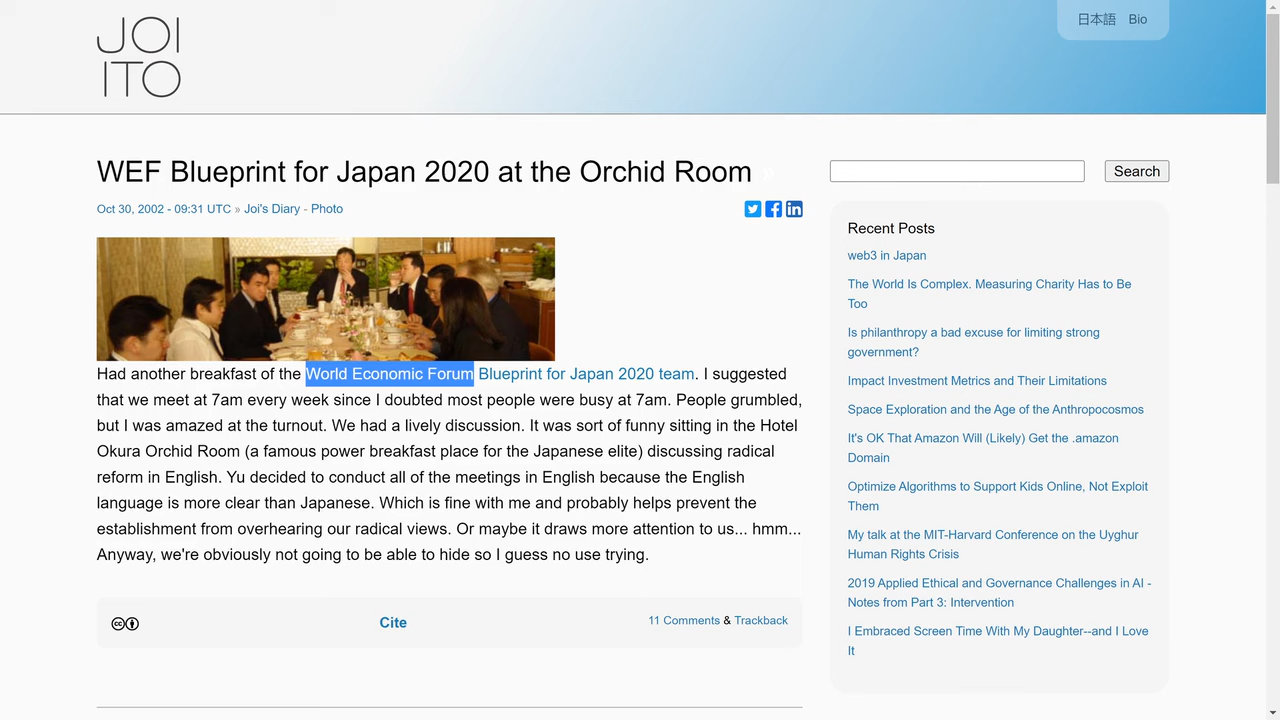 JOI
ITO
日本語 Bio
WEF Blueprint for Japan 2020 at the Orchid Room »
Oct 30, 2002 - 09:31 UTC » Joi's Diary - Photo
Had another breakfast of the World Economic Forum Blueprint for Japan 2020 team. I suggested
that we meet at 7am every week since I doubted most people were busy at 7am. People grumbled,
but I was amazed at the turnout. We had a lively discussion. It was sort of funny sitting in the Hotel
Okura Orchid Room (a famous power breakfast place for the Japanese elite) discussing radical
reform in English. Yu decided to conduct all of the meetings in English because the English
language is more clear than Japanese. Which is fine with me and probably helps prevent the
establishment from overhearing our radical views. Or maybe it draws more attention to us... hmm...
Anyway, we're obviously not going to be able to hide so I guess no use trying.
Cite
11 Comments & Trackback
Search
Recent Posts
web3 in Japan
The World Is Complex. Measuring Charity Has to Be
Too
Is philanthropy a bad excuse for limiting strong
government?
Impact Investment Metrics and Their Limitations
Space Exploration and the Age of the Anthropocosmos
It's OK That Amazon Will (Likely) Get the .amazon
Domain
Optimize Algorithms to Support Kids Online, Not Exploit
Them
My talk at the MIT-Harvard Conference on the Uyghur
Human Rights Crisis
2019 Applied Ethical and Governance Challenges in AI -
Notes from Part 3: Intervention
I Embraced Screen Time With My Daughter--and I Love
It